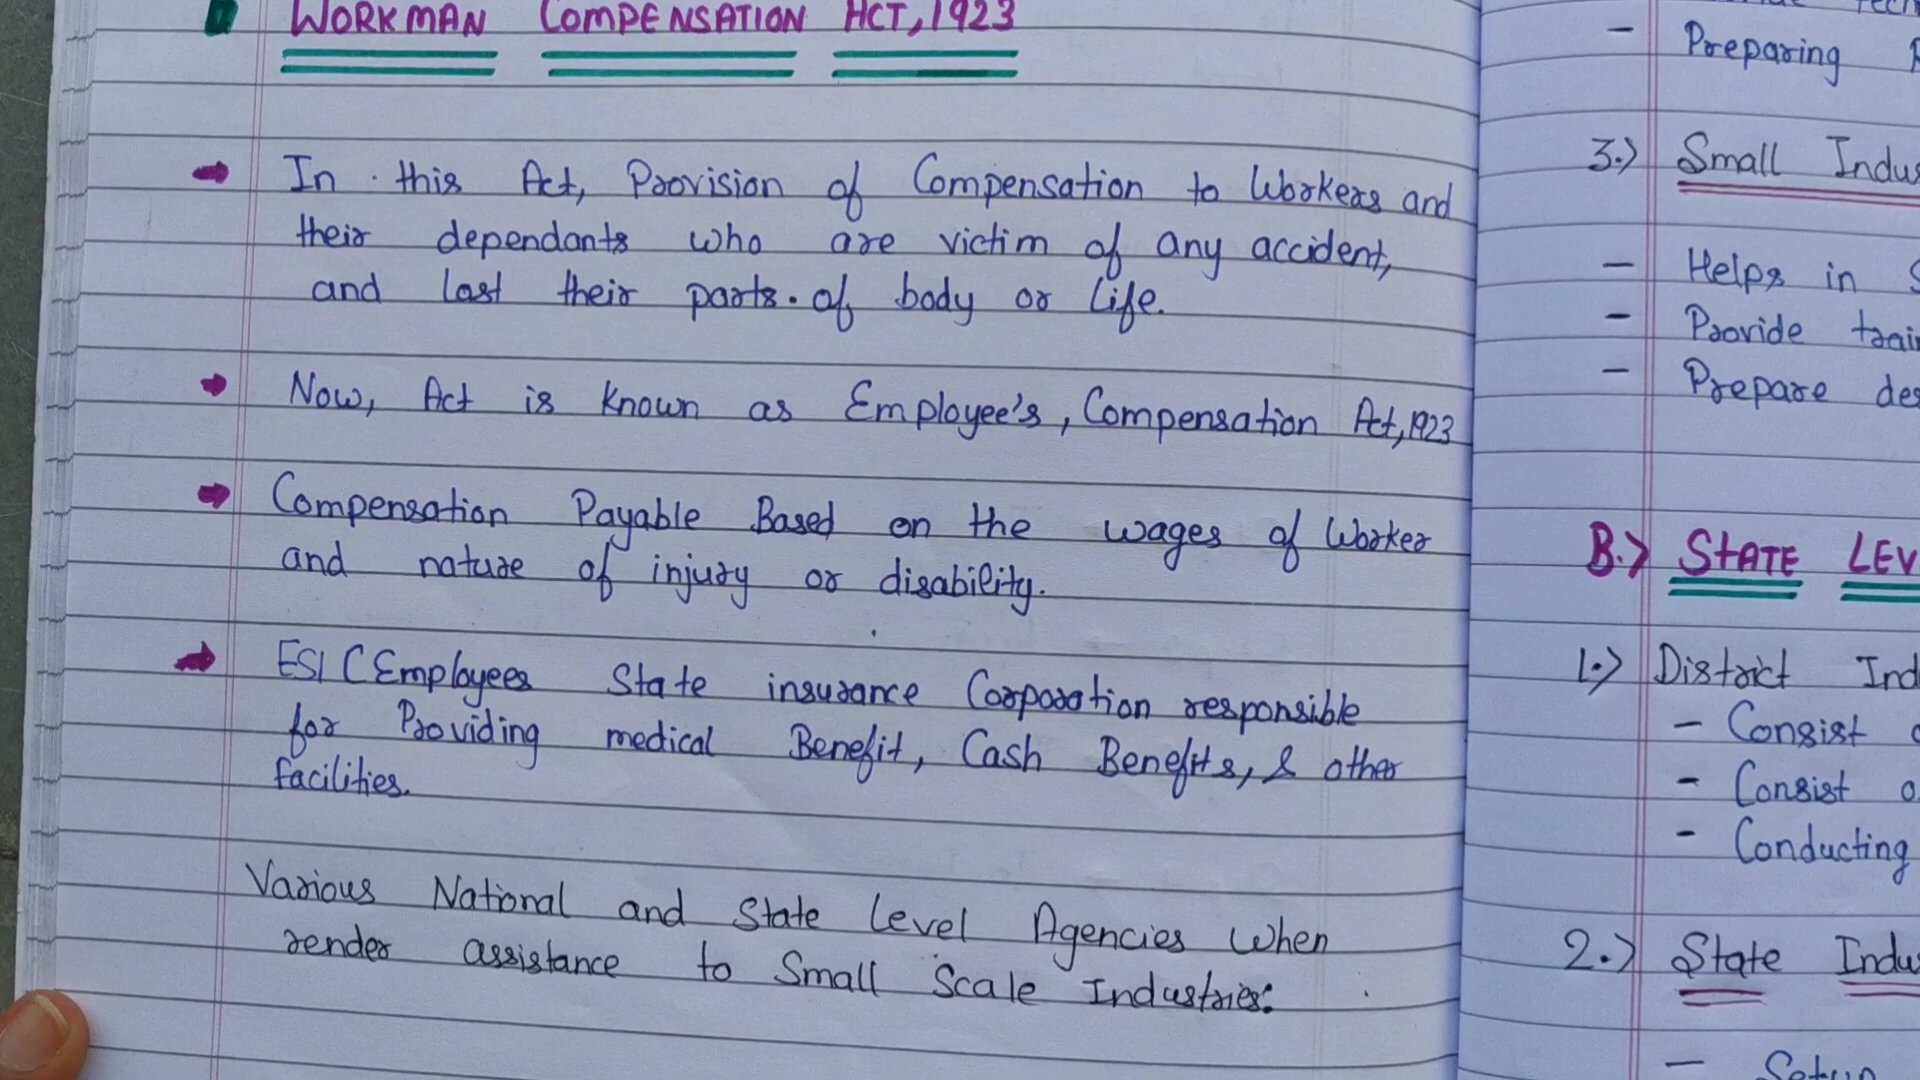 WORKMAN COMPENSATION ACT, 1923
In this Act, Provision of Compensation to Workers and
their dependants who are victim of any accident,
and last their parts of body or life.
Now, Act is known as Employee's, Compensation Act, 1923
Compensation Payable Based on the wages of Worker
and nature of injury or disability.
ESIC Employees State insurance Corporation responsible
for Providing medical Benefit, Cash Benefits, & other
facilities.
Various National and State Level Agencies when
render assistance to Small Scale Industries:
- Preparing
3.) Small
- Helps in
- Provide
- Prepare
B.) STATE
1.) District
- Consist
- Consist
- Conducting
2.) State